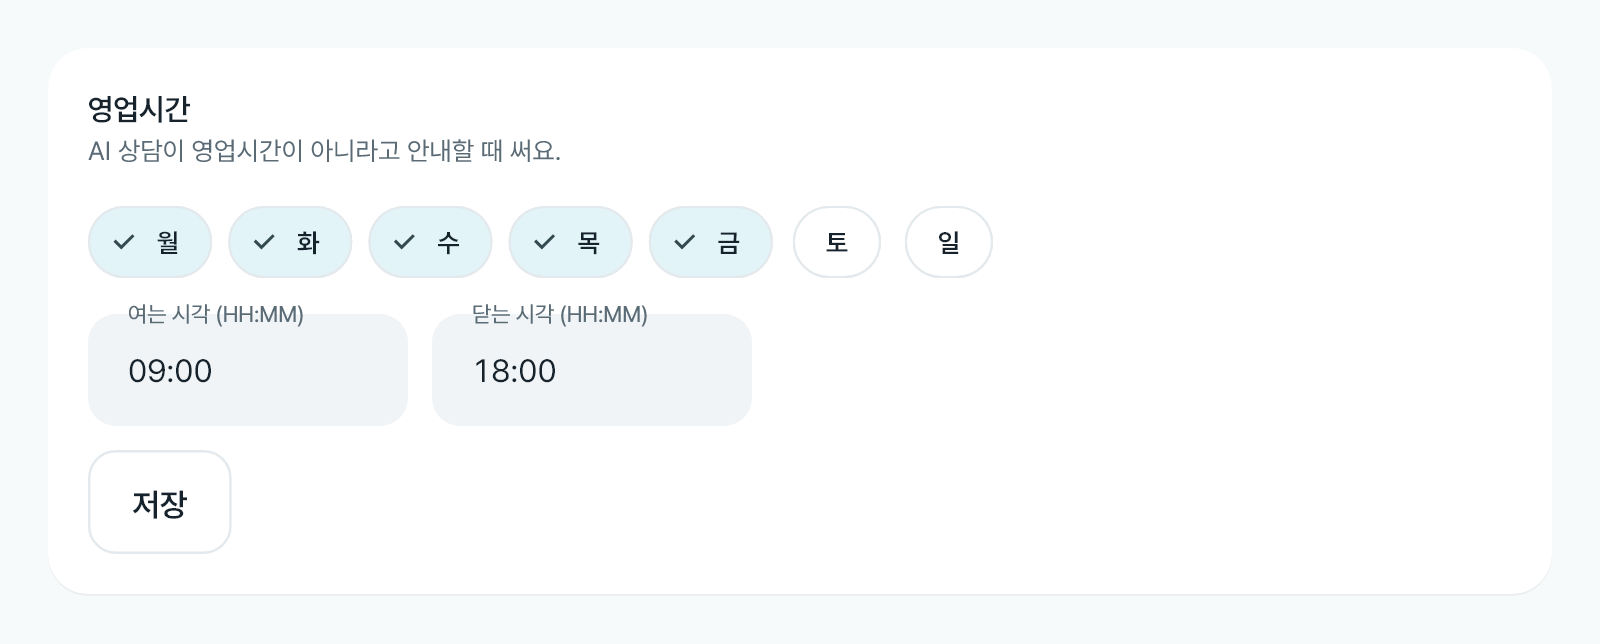 영업시간
AI 상담이 영업시간이 아니라고 안내할 때 써요.
월 화 수 목 금 토 일
여는 시각 (HH:MM) 닫는 시각 (HH:MM)
09:00 18:00
저장